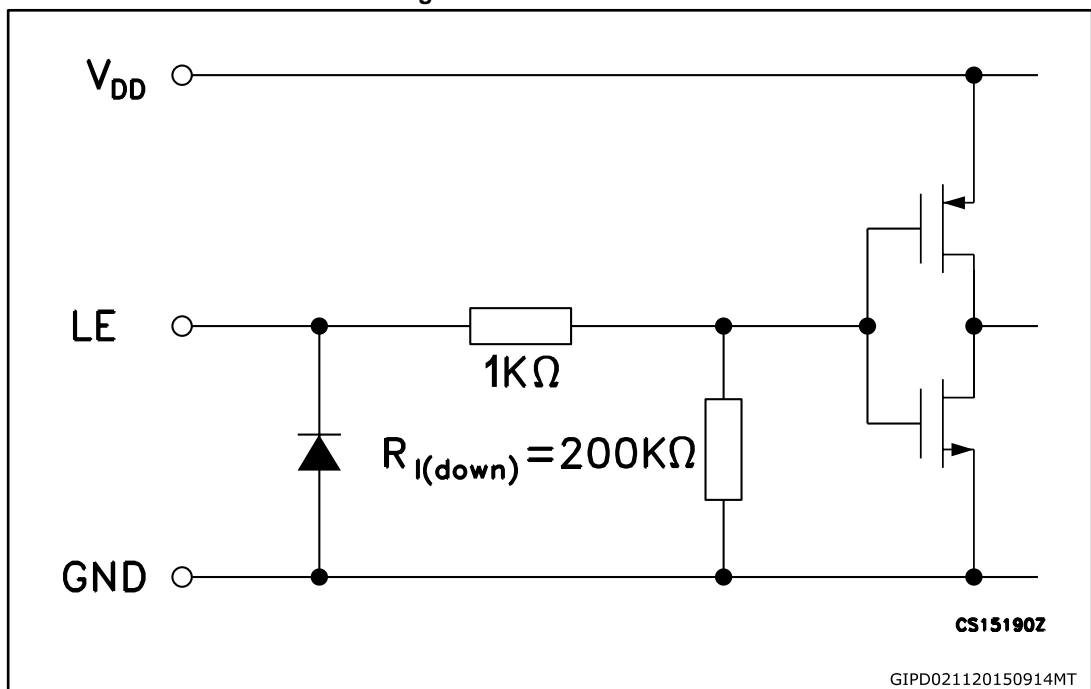 V_DD
LE
1KΩ
R_I(down)=200KΩ
GND
CS15190Z
GIPD021120150914MT